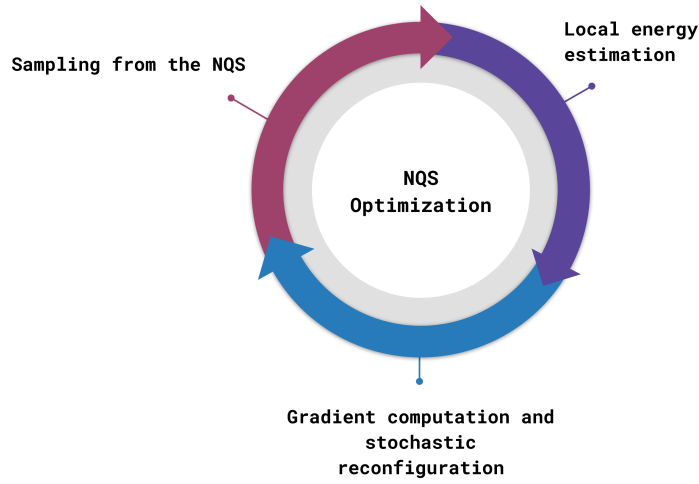 Sampling from the NQS
Local energy
estimation
NQS
Optimization
Gradient computation and
stochastic
reconfiguration